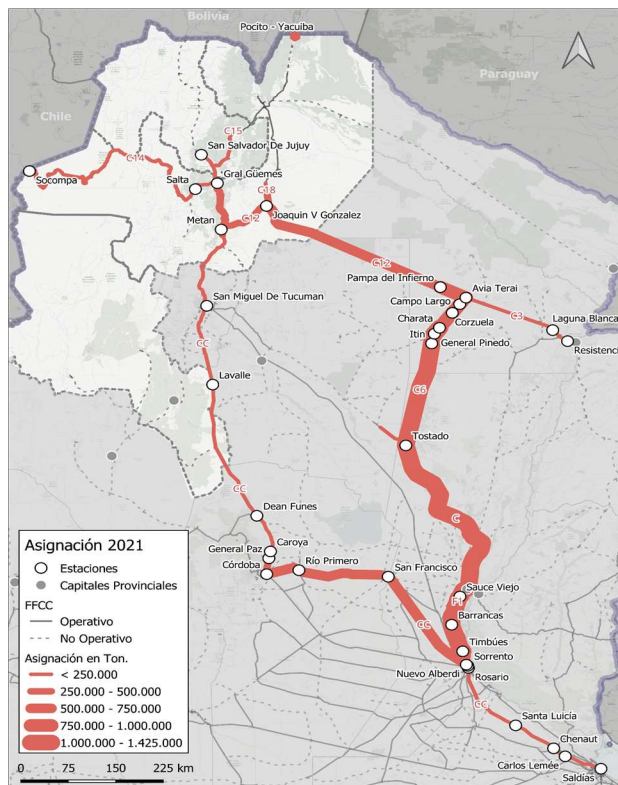 Bolivia
Pocito - Yacuiba
Paraguay
Chile
C15
San Salvador De Jujuy
C14
Socompa
Salta
Gral Güemes
C18
Joaquin V Gonzalez
Metan
C12
C12
Pampa del Infierno
Avia Terai
Campo Largo
San Miguel De Tucuman
Charata
Corzuela
C3
Laguna Blanca
Itin
General Pinedo
Resistenci
CC
Lavalle
C6
Tostado
CC
Dean Funes
C
Caroya
General Paz
Córdoba
Río Primero
San Francisco
Sauce Viejo
F1
Barrancas
CC
Timbúes
Sorrento
Nuevo Alberdi
Rosario
CC
Santa Luicía
Chenaut
Carlos Lemée
Saldías
Asignación 2021
Estaciones
Capitales Provinciales
FFCC
Operativo
No Operativo
Asignación en Ton.
< 250.000
250.000 - 500.000
500.000 - 750.000
750.000 - 1.000.000
1.000.000 - 1.425.000
0 75 150 225 km